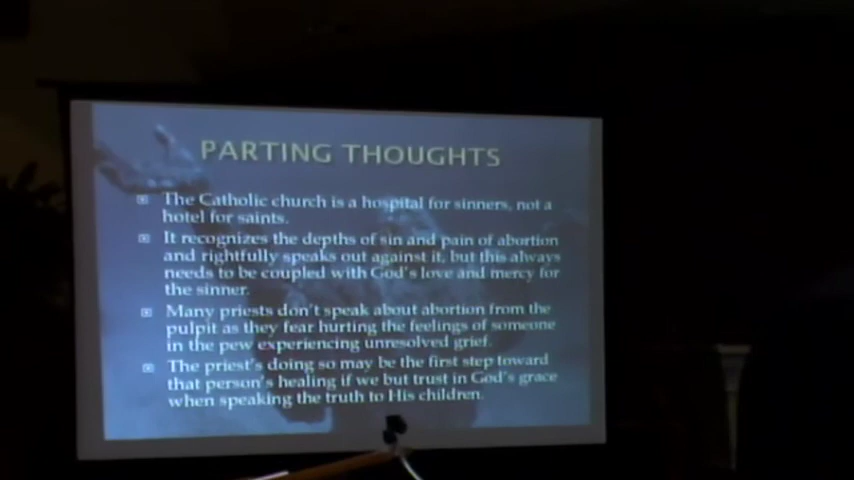 PARTING THOUGHTS
The Catholic church is a hospital for sinners, not a
hotel for saints.
It recognizes the depths of sin and pain of abortion
and rightfully speaks out against it, but this always
needs to be coupled with God's love and mercy for
the sinner.
Many priests don't speak about abortion from the
pulpit as they fear hurting the feelings of someone
in the pew experiencing unresolved grief.
The priest's doing so may be the first step toward
that person's healing if we but trust in God's grace
when speaking the truth to His children.